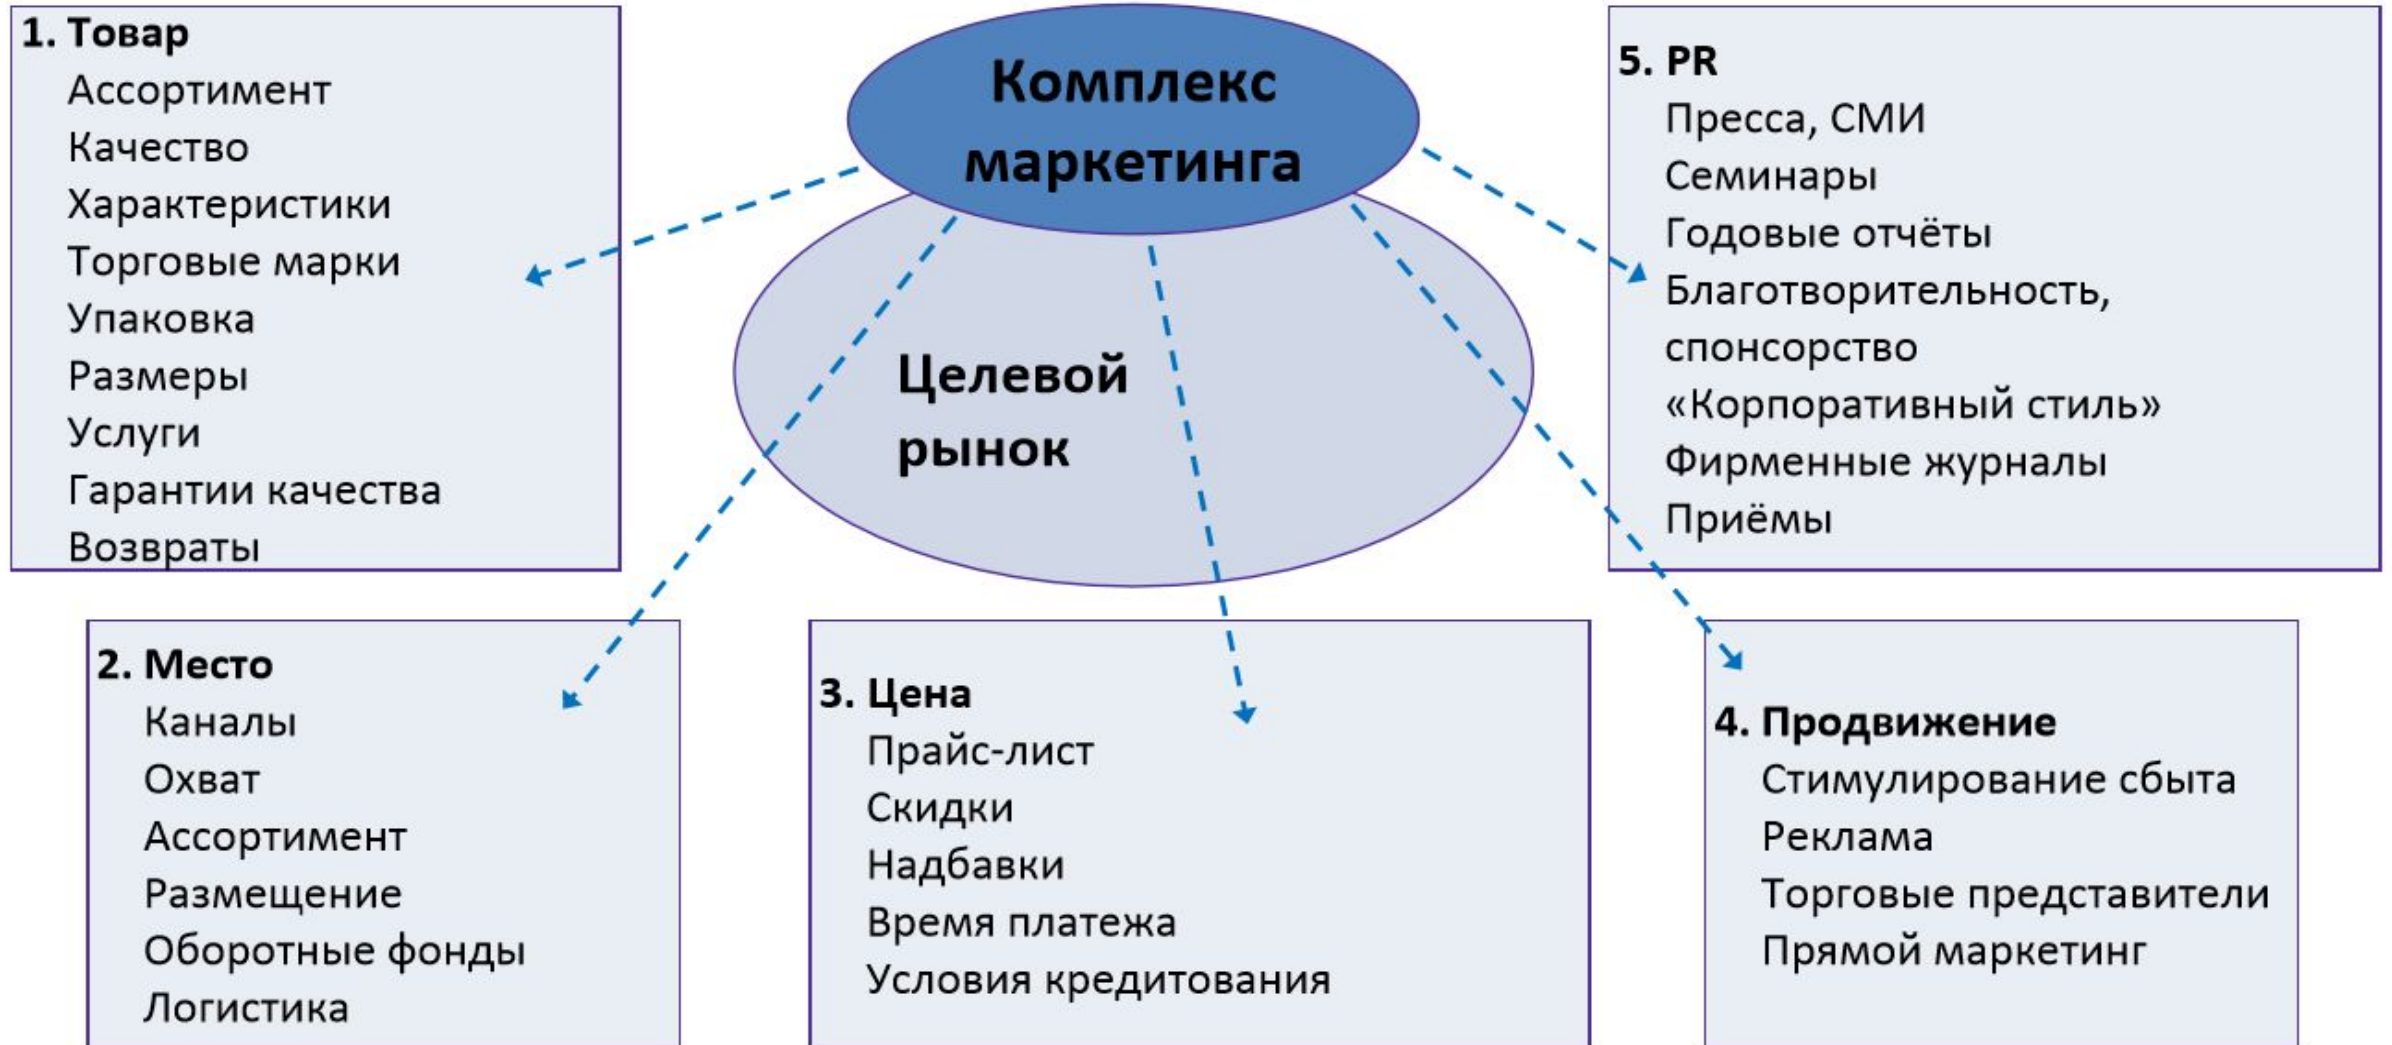 1. Товар
Ассортимент
Качество
Характеристики
Торговые марки
Упаковка
Размеры
Услуги
Гарантии качества
Возвраты
Комплекс
маркетинга
Целевой
рынок
5. PR
Пресса, СМИ
Семинары
Годовые отчёты
Благотворительность,
спонсорство
«Корпоративный стиль»
Фирменные журналы
Приёмы
2. Место
Каналы
Охват
Ассортимент
Размещение
Оборотные фонды
Логистика
3. Цена
Прайс-лист
Скидки
Надбавки
Время платежа
Условия кредитования
4. Продвижение
Стимулирование сбыта
Реклама
Торговые представители
Прямой маркетинг